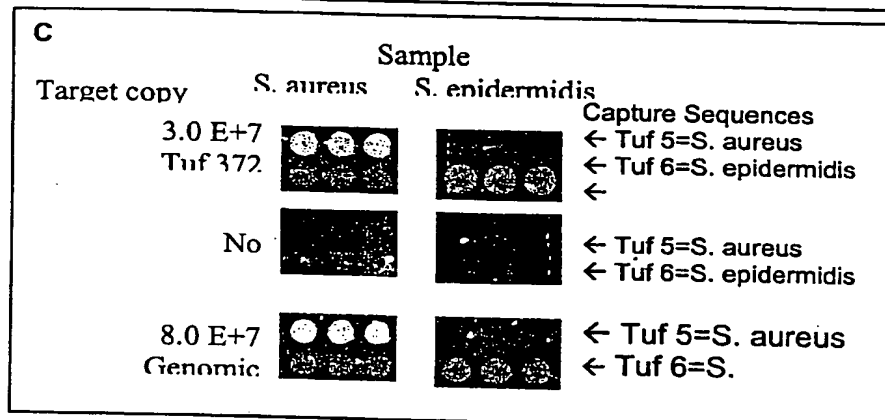 C
Sample
Target copy S. aureus S. epidermidis
Capture Sequences
3.0 E+7 ← Tuf 5=S. aureus
Tuf 372 ← Tuf 6=S. epidermidis
←
No ← Tuf 5=S. aureus
← Tuf 6=S. epidermidis
8.0 E+7 ← Tuf 5=S. aureus
Genomic ← Tuf 6=S.